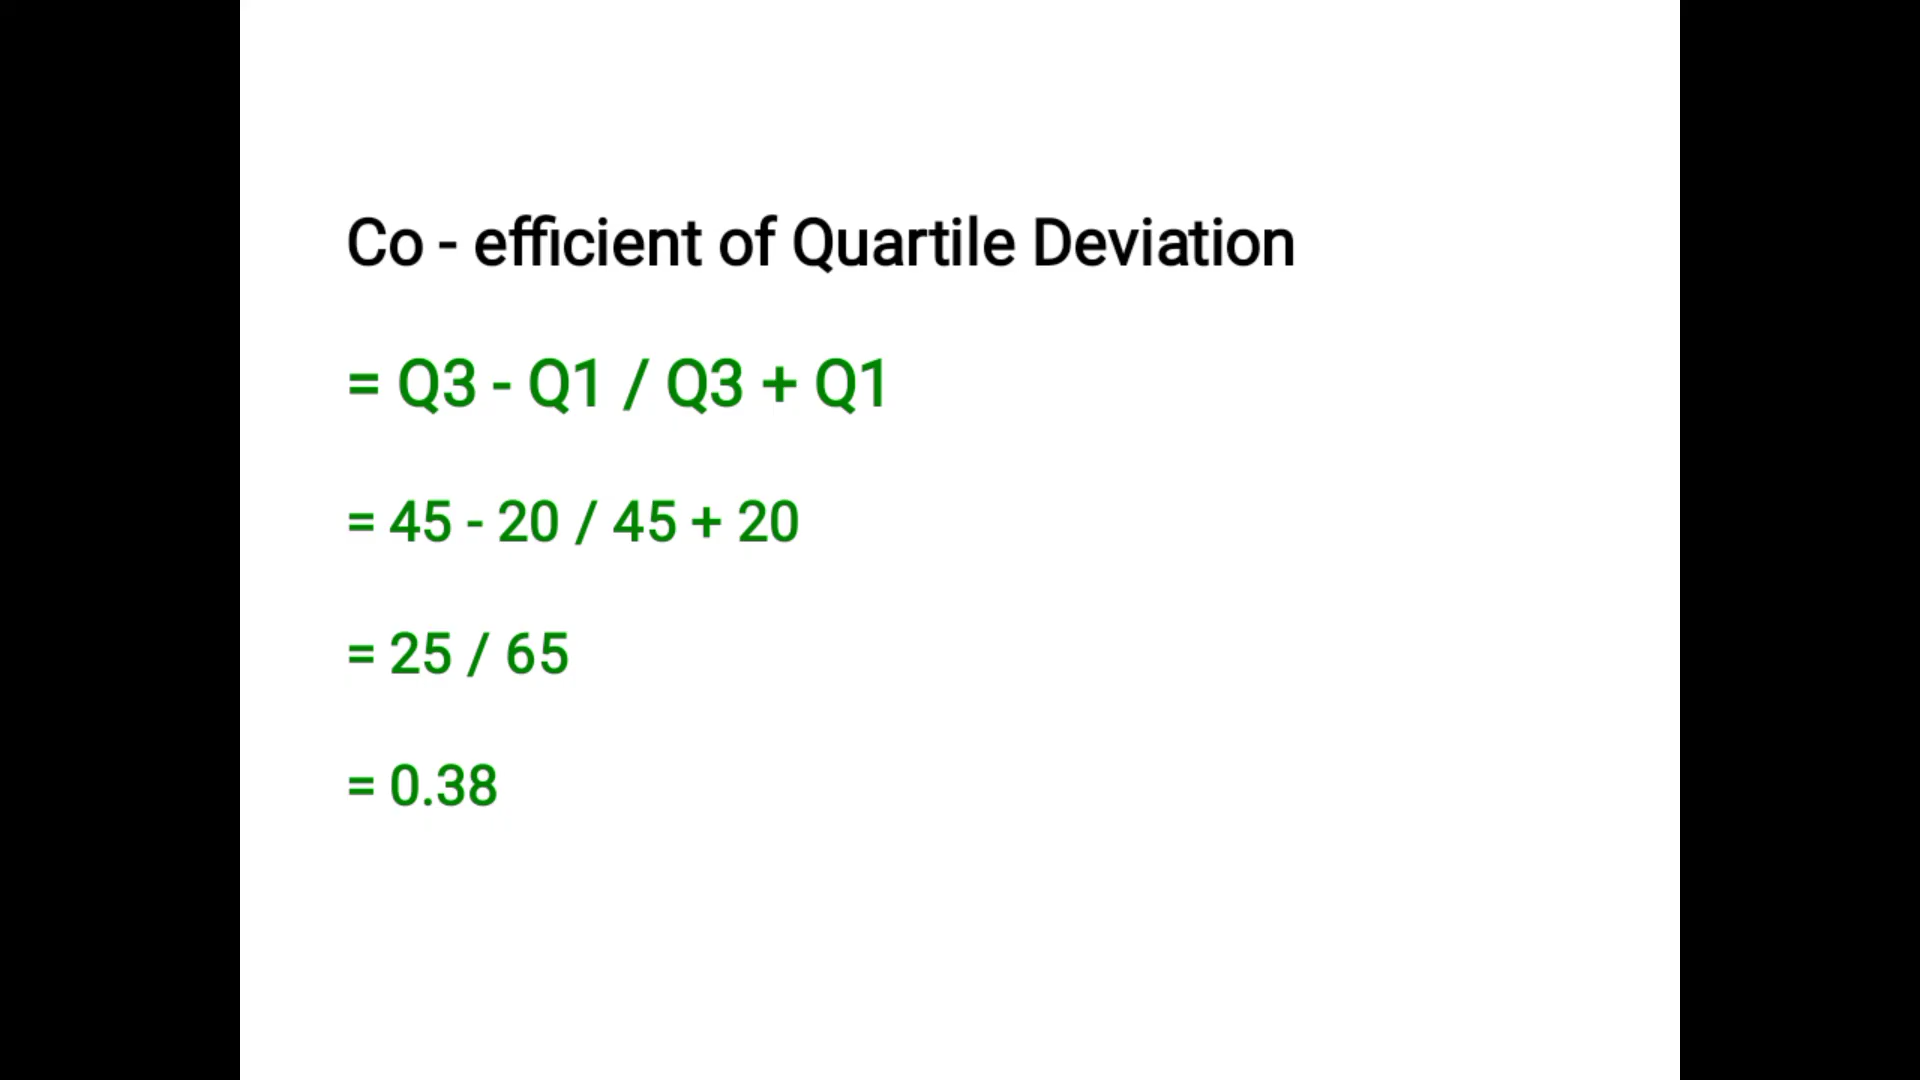 Co - efficient of Quartile Deviation
= Q3 - Q1 / Q3 + Q1
= 45 - 20 / 45 + 20
= 25 / 65
= 0.38